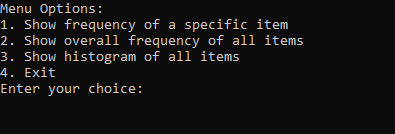 Menu Options:
1. Show frequency of a specific item
2. Show overall frequency of all items
3. Show histogram of all items
4. Exit
Enter your choice: